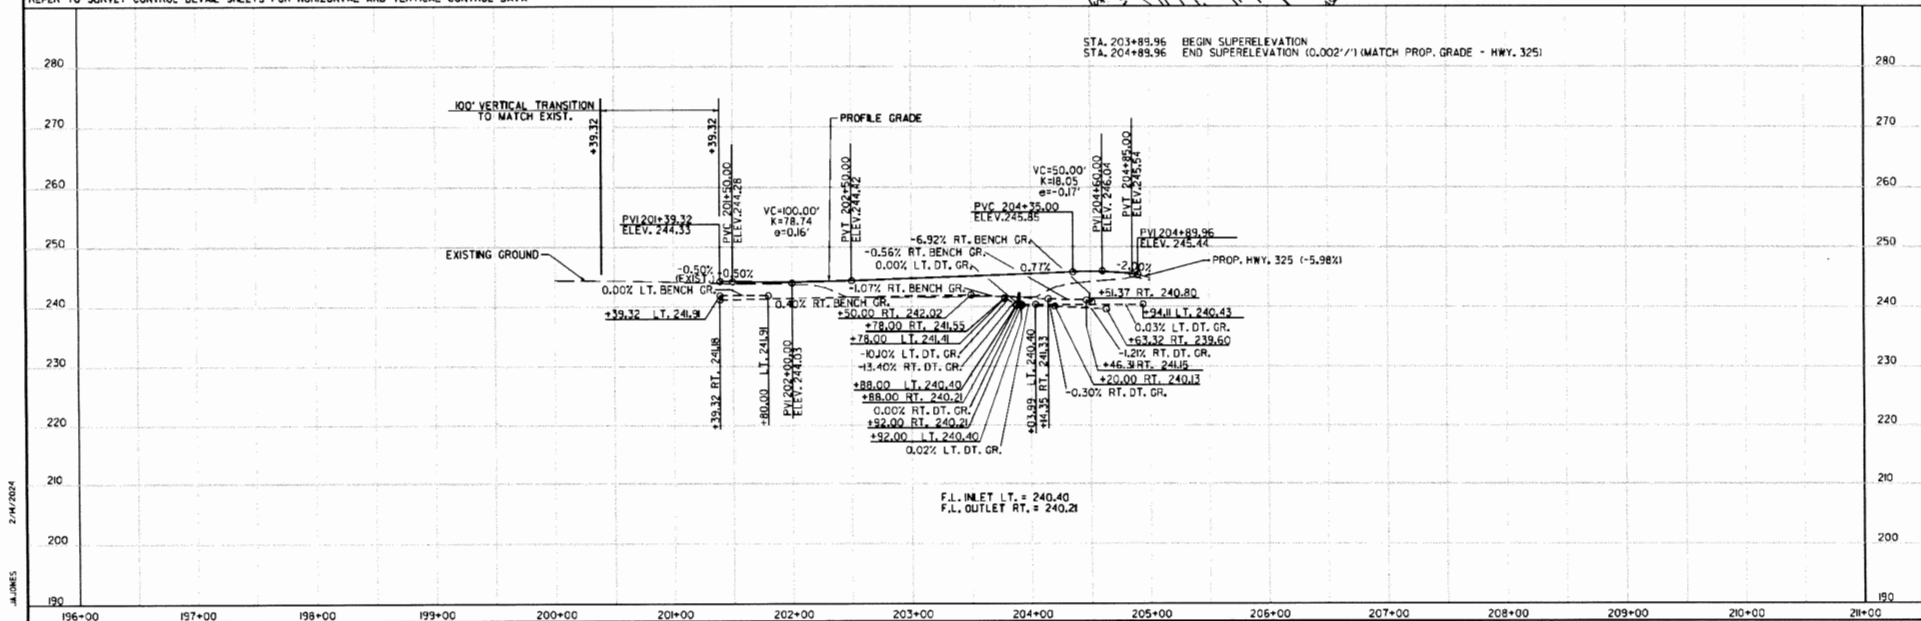 STA. 203+89.96 BEGIN SUPERELEVATION
STA. 204+89.96 END SUPERELEVATION (0.002'/') (MATCH PROP. GRADE - HWY. 325)
280
280
100' VERTICAL TRANSITION
TO MATCH EXIST.
+39.32
+39.32
PROFILE GRADE
270
270
VC=50.00'
K=18.05
e=-0.17'
PVC 204+35.00
ELEV.245.85
PVI 204+60.00
ELEV. 246.04
PVT 204+85.00
ELEV.245.54
260
260
PVI 201+39.32
ELEV. 244.33
PVC 201+50.00
ELEV.244.28
VC=100.00'
K=78.74
e=0.16'
PVT 202+50.00
ELEV.244.42
PVI 204+89.96
ELEV. 245.44
250
250
EXISTING GROUND
-6.92% RT. BENCH GR.
-0.56% RT. BENCH GR.
0.00% LT. DT. GR.
0.77%
-2.00%
PROP. HWY. 325 (-5.98%)
-0.50%
(EXIST.)
-0.50%
0.00% LT. BENCH GR.
0.40% RT. BENCH GR.
-1.07% RT. BENCH GR.
+51.37 RT. 240.80
240
240
+39.32 LT. 241.91
+50.00 RT. 242.02
+94.11 LT. 240.43
+78.00 RT. 241.55
0.03% LT. DT. GR.
+78.00 LT. 241.41
+63.32 RT. 239.60
-10.10% LT. DT. GR.
-1.21% RT. DT. GR.
-13.40% RT. DT. GR.
+46.31 RT. 241.15
230
230
+88.00 LT. 240.40
+20.00 RT. 240.13
+88.00 RT. 240.21
-0.30% RT. DT. GR.
0.00% RT. DT. GR.
+92.00 RT. 240.21
+92.00 LT. 240.40
0.02% LT. DT. GR.
+39.32 RT. 241.18
+80.00 LT. 241.91
PVI 202+00.00
ELEV. 244.03
+03.99 LT. 240.40
+14.35 RT. 241.33
220
220
210
210
F.L. INLET LT. = 240.40
F.L. OUTLET RT. = 240.21
200
200
190
190
196+00 197+00 198+00 199+00 200+00 201+00 202+00 203+00 204+00 205+00 206+00 207+00 208+00 209+00 210+00 211+00